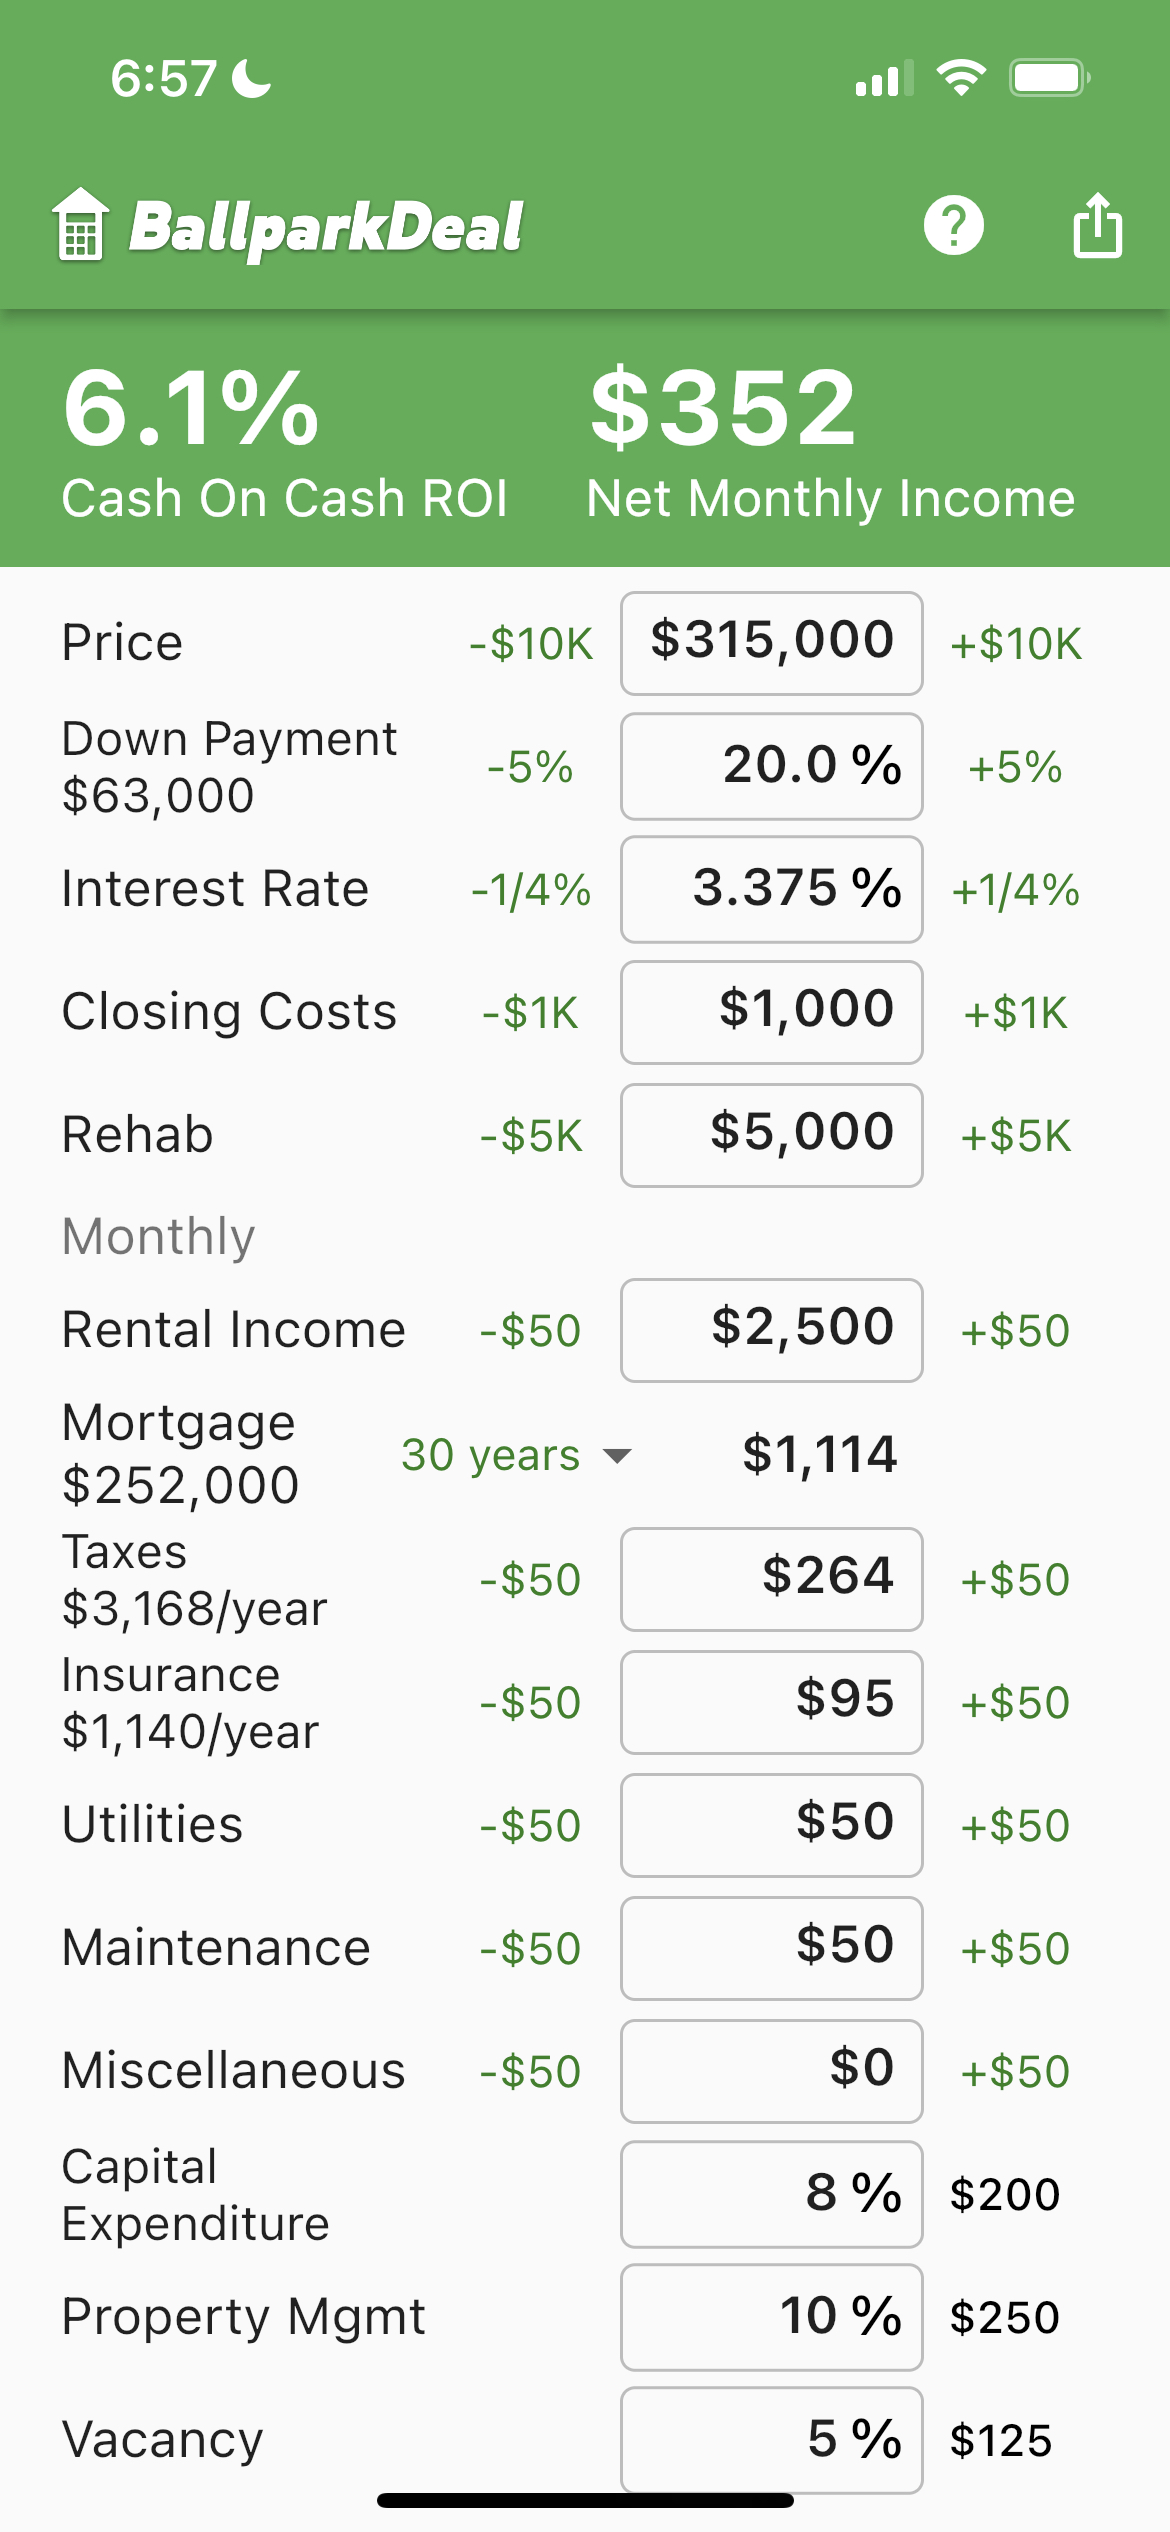 6:57
BallparkDeal
6.1% $352
Cash On Cash ROI Net Monthly Income
Price -$10K $315,000 +$10K
Down Payment
$63,000 -5% 20.0 % +5%
Interest Rate -1/4% 3.375 % +1/4%
Closing Costs -$1K $1,000 +$1K
Rehab -$5K $5,000 +$5K
Monthly
Rental Income -$50 $2,500 +$50
Mortgage
$252,000 30 years $1,114
Taxes
$3,168/year -$50 $264 +$50
Insurance
$1,140/year -$50 $95 +$50
Utilities -$50 $50 +$50
Maintenance -$50 $50 +$50
Miscellaneous -$50 $0 +$50
Capital
Expenditure 8 % $200
Property Mgmt 10 % $250
Vacancy 5 % $125